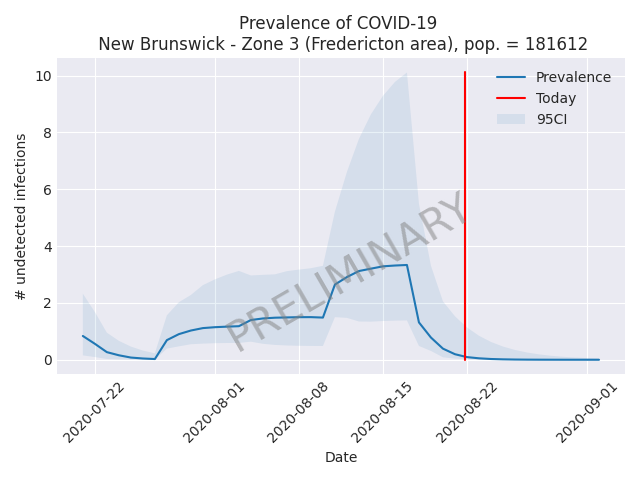 Prevalence of COVID-19
New Brunswick - Zone 3 (Fredericton area), pop. = 181612
# undetected infections
10
8
6
4
2
0
Prevalence
Today
95CI
PRELIMINARY
2020-07-22
2020-08-01
2020-08-08
2020-08-15
2020-08-22
2020-09-01
Date